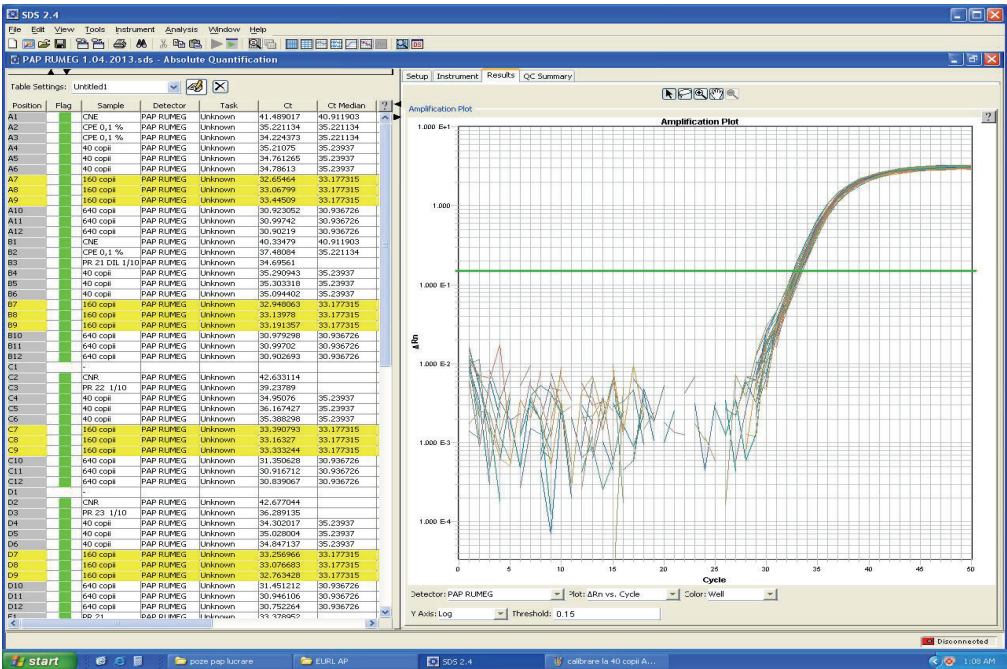 SDS 2.4
File Edit View Tools Instrument Analysis Window Help
PAP RUMEG 1.04.2013.sds - Absolute Quantification
Table Settings: Untitled1
Position Flag Sample Detector Task Ct Ct Median ?
A1 CNE PAP RUMEG Unknown 41.489017 40.911903
A2 CPE 0,1 % PAP RUMEG Unknown 35.221134 35.221134
A3 CPE 0,1 % PAP RUMEG Unknown 34.224373 35.221134
A4 40 copii PAP RUMEG Unknown 35.21075 35.23937
A5 40 copii PAP RUMEG Unknown 34.761265 35.23937
A6 40 copii PAP RUMEG Unknown 34.78613 35.23937
A7 160 copii PAP RUMEG Unknown 32.65464 33.177315
A8 160 copii PAP RUMEG Unknown 33.06799 33.177315
A9 160 copii PAP RUMEG Unknown 33.44509 33.177315
A10 640 copii PAP RUMEG Unknown 30.923052 30.936726
A11 640 copii PAP RUMEG Unknown 30.99742 30.936726
A12 640 copii PAP RUMEG Unknown 30.90219 30.936726
B1 CNE PAP RUMEG Unknown 40.33479 40.911903
B2 CPE 0,1 % PAP RUMEG Unknown 37.48084 35.221134
B3 PR 21 DIL 1/10 PAP RUMEG Unknown 34.69561
B4 40 copii PAP RUMEG Unknown 35.290943 35.23937
B5 40 copii PAP RUMEG Unknown 35.303318 35.23937
B6 40 copii PAP RUMEG Unknown 35.094402 35.23937
B7 160 copii PAP RUMEG Unknown 32.948063 33.177315
B8 160 copii PAP RUMEG Unknown 33.13978 33.177315
B9 160 copii PAP RUMEG Unknown 33.191357 33.177315
B10 640 copii PAP RUMEG Unknown 30.979298 30.936726
B11 640 copii PAP RUMEG Unknown 30.99702 30.936726
B12 640 copii PAP RUMEG Unknown 30.902693 30.936726
C1 -
C2 CNR PAP RUMEG Unknown 42.633114
C3 PR 22 1/10 PAP RUMEG Unknown 39.23789
C4 40 copii PAP RUMEG Unknown 34.95076 35.23937
C5 40 copii PAP RUMEG Unknown 36.167427 35.23937
C6 40 copii PAP RUMEG Unknown 35.388298 35.23937
C7 160 copii PAP RUMEG Unknown 33.390793 33.177315
C8 160 copii PAP RUMEG Unknown 33.16327 33.177315
C9 160 copii PAP RUMEG Unknown 33.333244 33.177315
C10 640 copii PAP RUMEG Unknown 31.350628 30.936726
C11 640 copii PAP RUMEG Unknown 30.916712 30.936726
C12 640 copii PAP RUMEG Unknown 30.839067 30.936726
D1 -
D2 CNR PAP RUMEG Unknown 42.677044
D3 PR 23 1/10 PAP RUMEG Unknown 36.289135
D4 40 copii PAP RUMEG Unknown 34.302017 35.23937
D5 40 copii PAP RUMEG Unknown 35.028004 35.23937
D6 40 copii PAP RUMEG Unknown 34.847137 35.23937
D7 160 copii PAP RUMEG Unknown 33.256966 33.177315
D8 160 copii PAP RUMEG Unknown 33.076683 33.177315
D9 160 copii PAP RUMEG Unknown 32.763428 33.177315
D10 640 copii PAP RUMEG Unknown 31.451212 30.936726
D11 640 copii PAP RUMEG Unknown 30.946106 30.936726
D12 640 copii PAP RUMEG Unknown 30.752264 30.936726
E1 PR 21 PAP RUMEG Unknown 33.378952
Setup Instrument Results QC Summary
Amplification Plot
Amplification Plot
?
1.000 E+1
1.000
1.000 E-1
1.000 E-2
1.000 E-3
1.000 E-4
ΔRn
0 5 10 15 20 25 30 35 40 45 50
Cycle
Detector: PAP RUMEG Plot: ΔRn vs. Cycle Color: Well
Y Axis: Log Threshold: 0.15
Disconnected
start poze pap lucrare EURL AP SDS 2.4 calibrare la 40 copii A... 1:08 AM